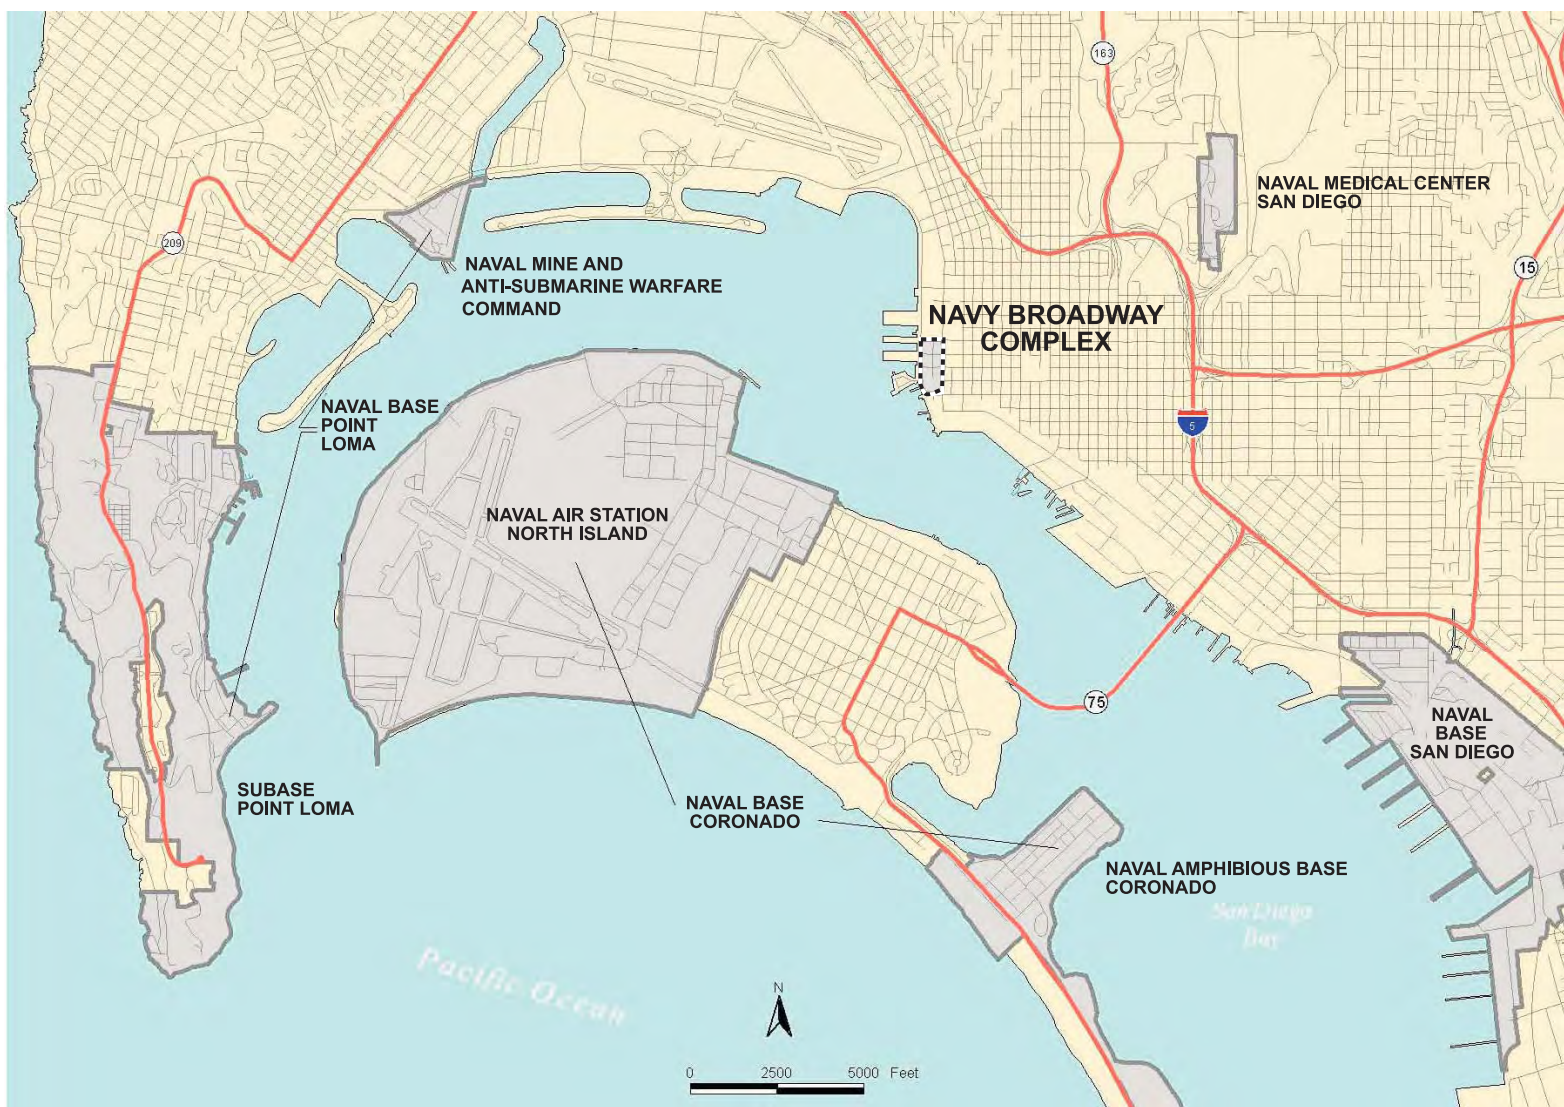 163
NAVAL MEDICAL CENTER
SAN DIEGO
209
15
NAVAL MINE AND
ANTI-SUBMARINE WARFARE
COMMAND
NAVY BROADWAY
COMPLEX
NAVAL BASE
POINT
LOMA
5
NAVAL AIR STATION
NORTH ISLAND
75
NAVAL
BASE
SAN DIEGO
SUBASE
POINT LOMA
NAVAL BASE
CORONADO
NAVAL AMPHIBIOUS BASE
CORONADO
San Diego
Bay
Pacific Ocean
N
0 2500 5000 Feet